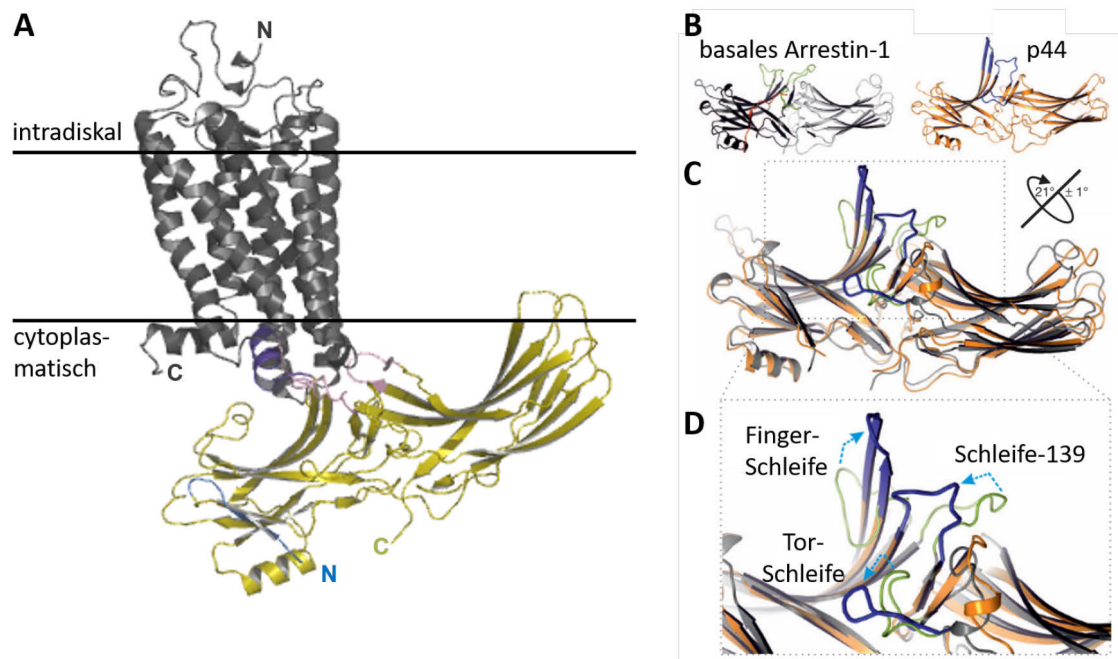 A
N
intradiskal
cytoplas-
matisch
C
C
N
B
basales Arrestin-1
p44
C
21° ± 1°
D
Finger-
Schleife
Schleife-139
Tor-
Schleife